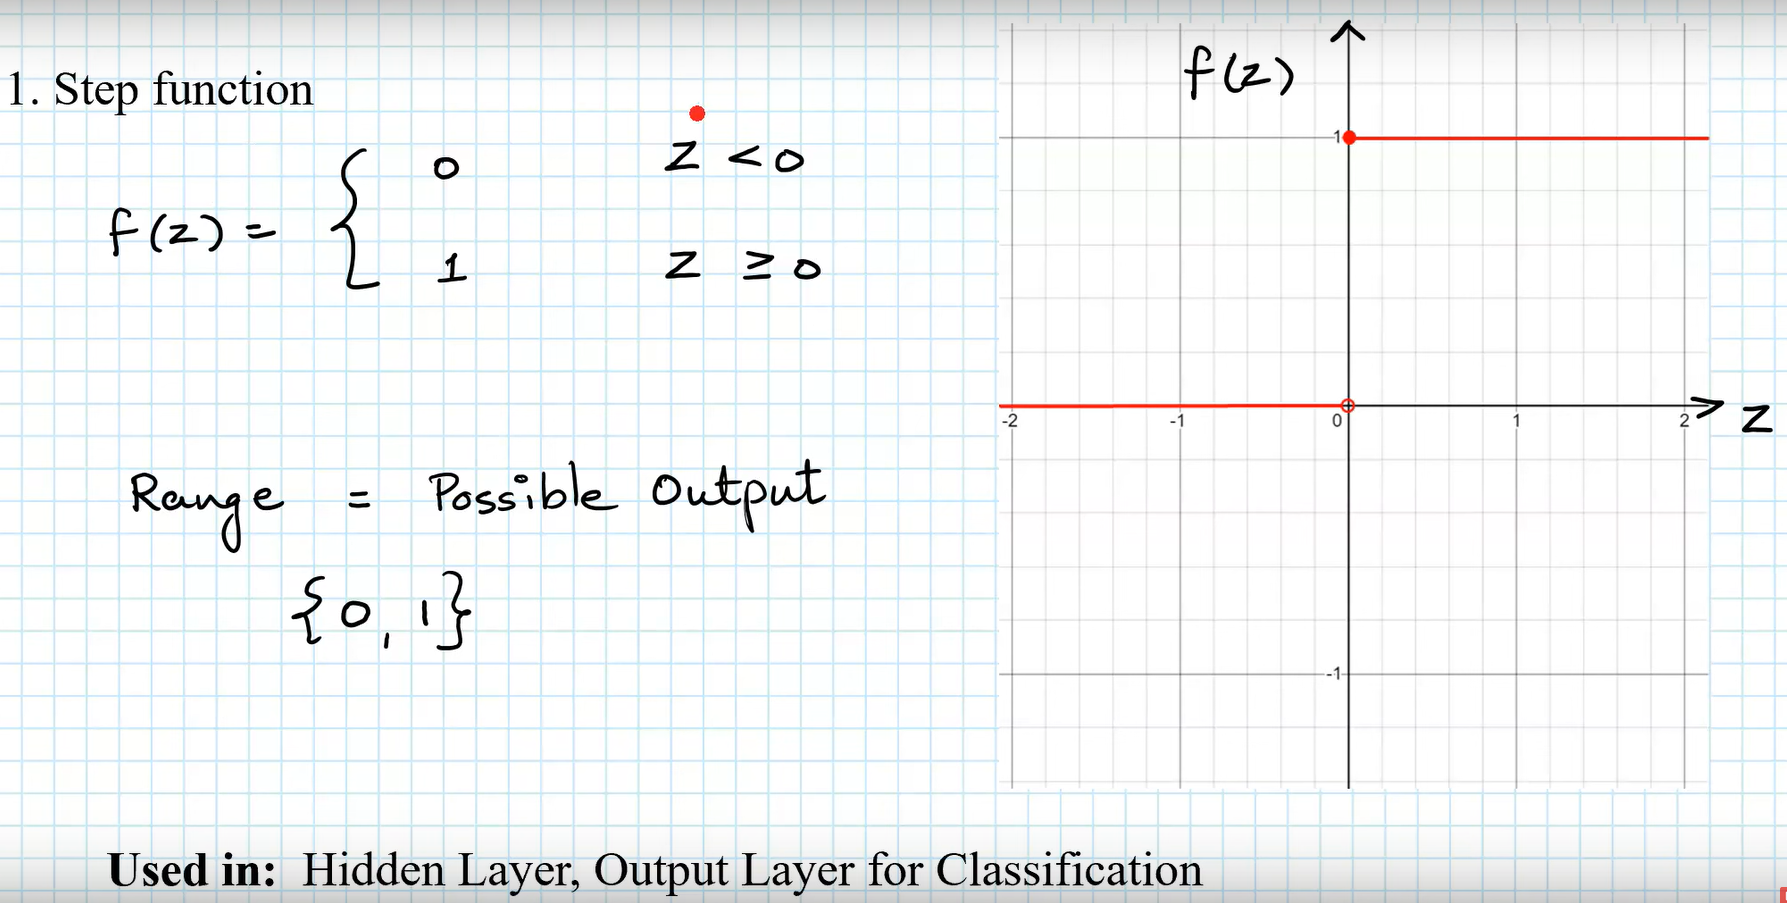 1. Step function
f(z) = { 0 z < 0
1 z ≥ 0
Range = Possible Output
{0, 1}
Used in: Hidden Layer, Output Layer for Classification
f(z)
1
-2 -1 0 1 2 z
-1